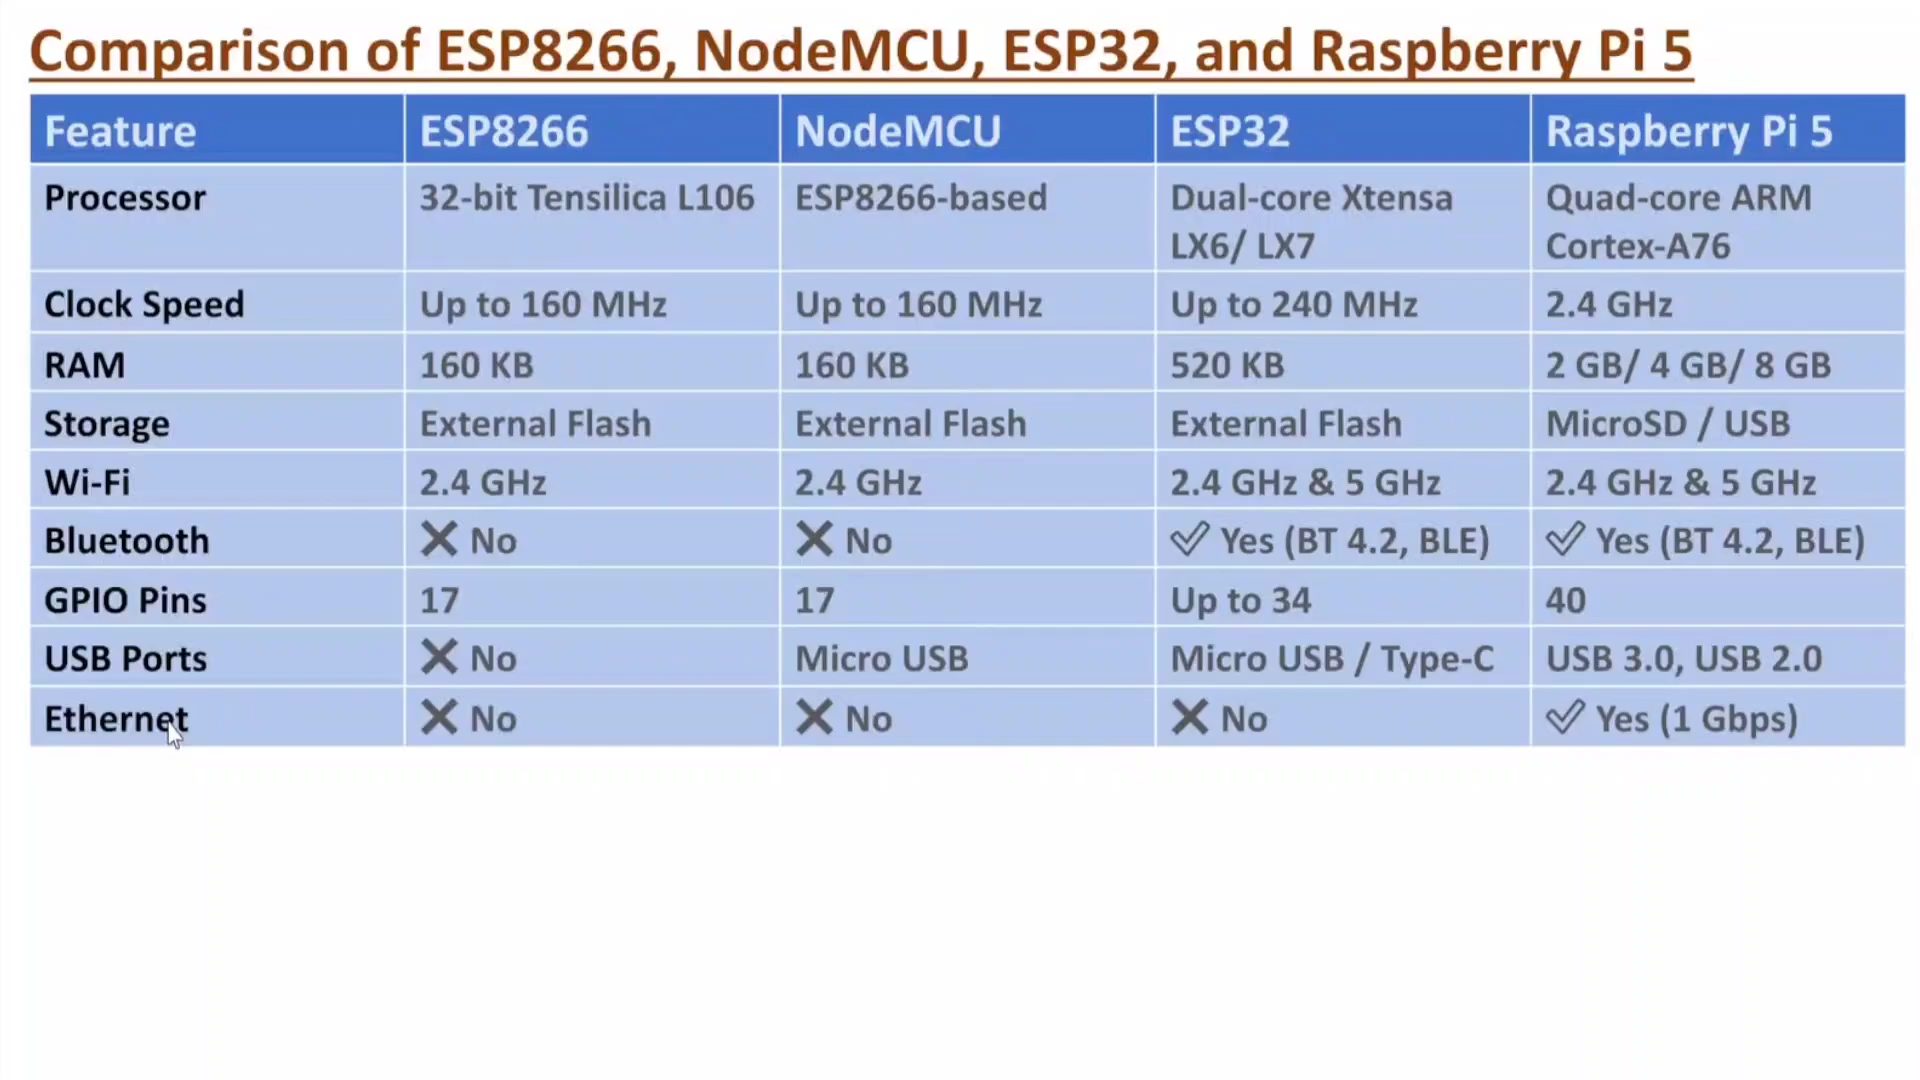 Comparison of ESP8266, NodeMCU, ESP32, and Raspberry Pi 5
Feature ESP8266 NodeMCU ESP32 Raspberry Pi 5
Processor 32-bit Tensilica L106 ESP8266-based Dual-core Xtensa LX6/ LX7 Quad-core ARM Cortex-A76
Clock Speed Up to 160 MHz Up to 160 MHz Up to 240 MHz 2.4 GHz
RAM 160 KB 160 KB 520 KB 2 GB/ 4 GB/ 8 GB
Storage External Flash External Flash External Flash MicroSD / USB
Wi-Fi 2.4 GHz 2.4 GHz 2.4 GHz & 5 GHz 2.4 GHz & 5 GHz
Bluetooth ❌ No ❌ No ✅ Yes (BT 4.2, BLE) ✅ Yes (BT 4.2, BLE)
GPIO Pins 17 17 Up to 34 40
USB Ports ❌ No Micro USB Micro USB / Type-C USB 3.0, USB 2.0
Ethernet ❌ No ❌ No ❌ No ✅ Yes (1 Gbps)